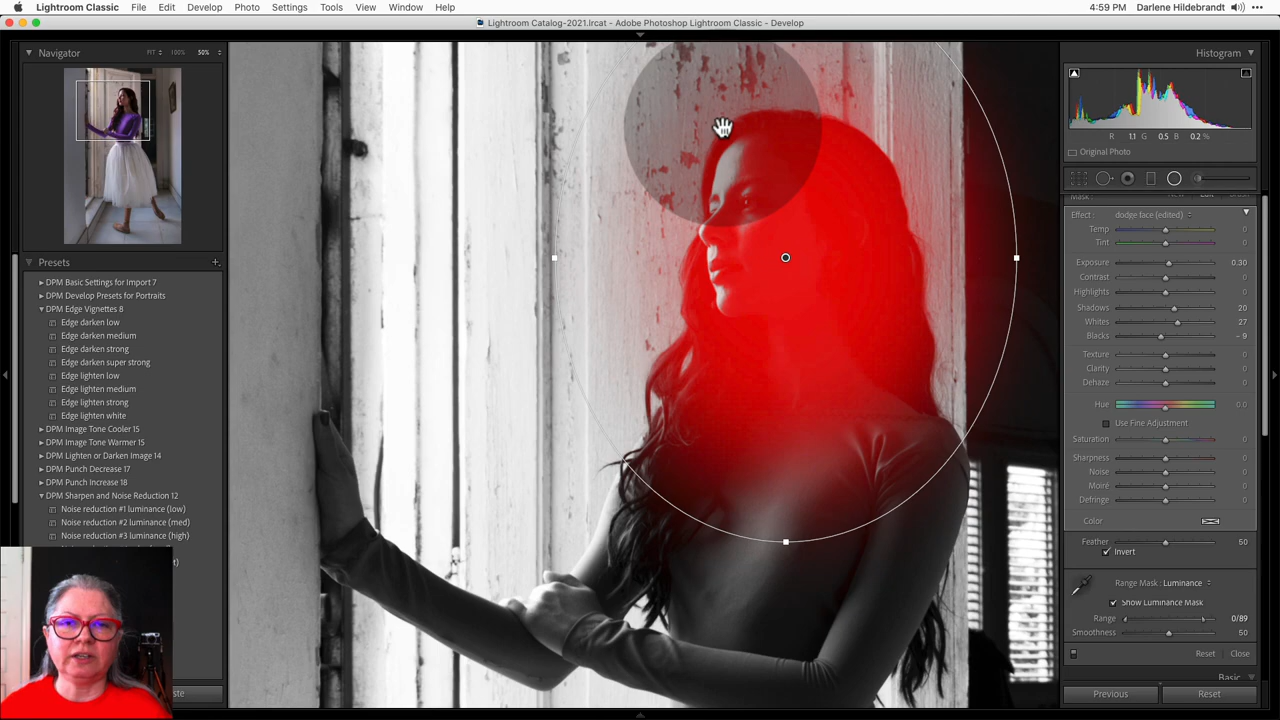 Lightroom Classic File Edit Develop Photo Settings Tools View Window Help 4:59 PM Darlene Hildebrandt
Lightroom Catalog-2021.lrcat - Adobe Photoshop Lightroom Classic - Develop
Navigator FIT 100% 50%
Presets +
DPM Basic Settings for Import 7
DPM Develop Presets for Portraits
DPM Edge Vignettes 8
Edge darken low
Edge darken medium
Edge darken strong
Edge darken super strong
Edge lighten low
Edge lighten medium
Edge lighten strong
Edge lighten white
DPM Image Tone Cooler 15
DPM Image Tone Warmer 15
DPM Lighten or Darken Image 14
DPM Punch Decrease 17
DPM Punch Increase 18
DPM Sharpen and Noise Reduction 12
Noise reduction #1 luminance (low)
Noise reduction #2 luminance (med)
Noise reduction #3 luminance (high)
Histogram
R 1.1 G 0.5 B 0.2 %
Original Photo
Mask :
Effect : dodge face (edited)
Temp 0
Tint 0
Exposure 0.30
Contrast 0
Highlights 0
Shadows 20
Whites 27
Blacks – 9
Texture 0
Clarity 0
Dehaze 0
Hue 0.0
Use Fine Adjustment
Saturation 0
Sharpness 0
Noise 0
Moiré 0
Defringe 0
Color
Feather 50
Invert
Range Mask : Luminance
Show Luminance Mask
Range 0/89
Smoothness 50
Reset Close
Basic
Previous Reset